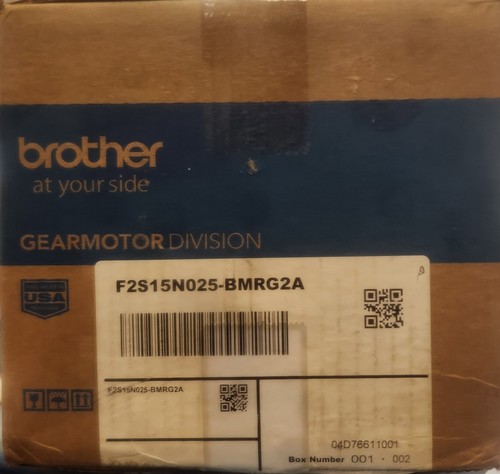 brother
at your side
GEARMOTOR DIVISION
F2S15N025-BMRG2A
USA
F2S15N025-BMRG2A
04D76611001
Box Number 001 - 002